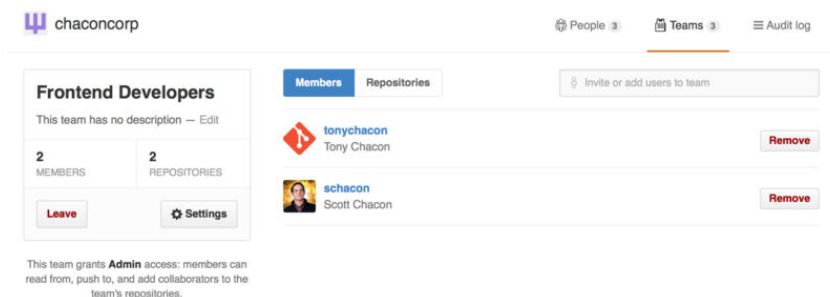 chaconcorp
People 3
Teams 3
Audit log
Frontend Developers
This team has no description — Edit
2
MEMBERS
2
REPOSITORIES
Leave
Settings
This team grants Admin access: members can
read from, push to, and add collaborators to the
team's repositories.
Members
Repositories
Invite or add users to team
tonychacon
Tony Chacon
Remove
schacon
Scott Chacon
Remove